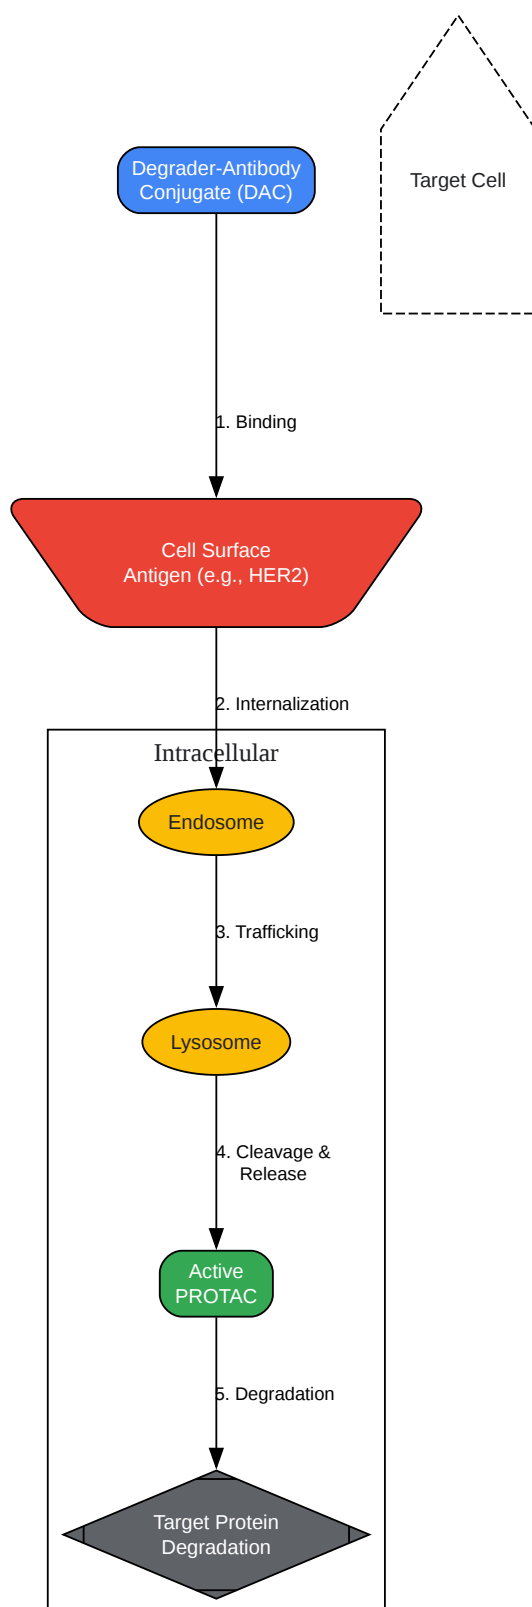 Degrader-Antibody
Conjugate (DAC)
Target Cell
1. Binding
Cell Surface
Antigen (e.g., HER2)
2. Internalization
Intracellular
Endosome
3. Trafficking
Lysosome
4. Cleavage &
Release
Active
PROTAC
5. Degradation
Target Protein
Degradation